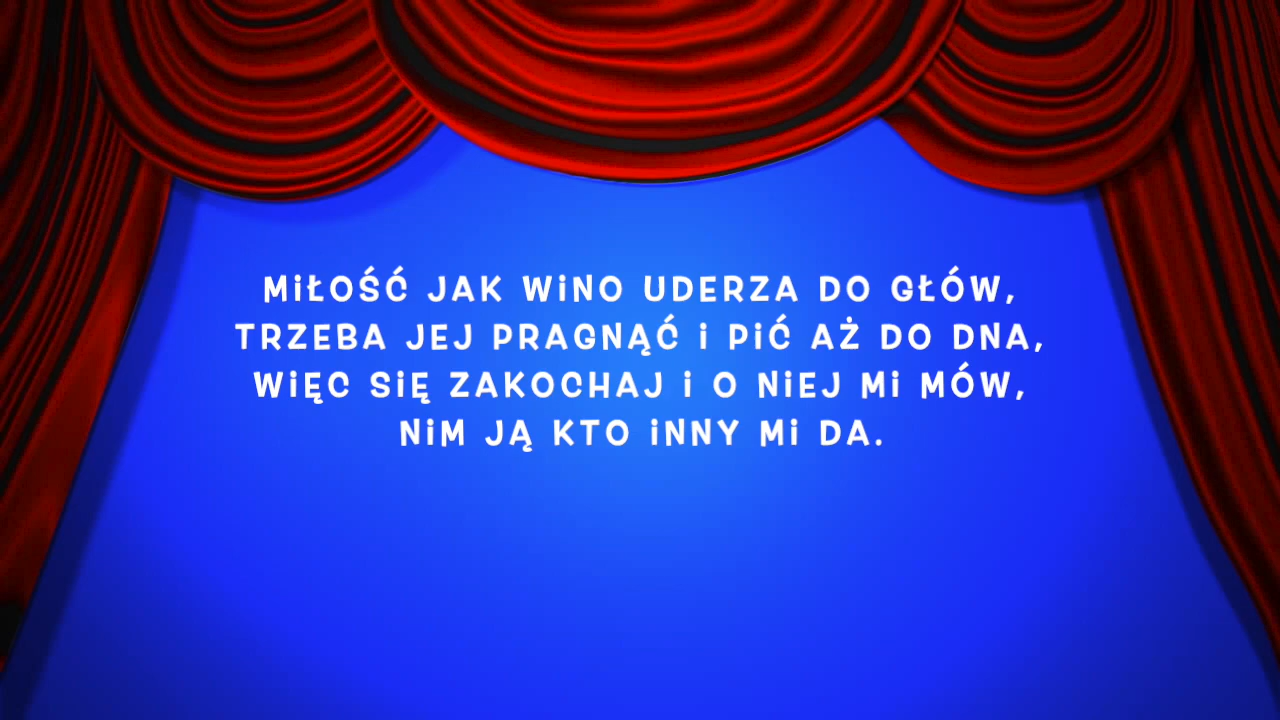 MiŁOŚĆ JAK WiNO UDERZA DO GŁÓW,
TRZEBA JEJ PRAGNĄĆ i PiĆ AŻ DO DNA,
WiĘC SiĘ ZAKOCHAJ i O NiEJ Mi MÓW,
NiM JĄ KTO iNNY Mi DA.